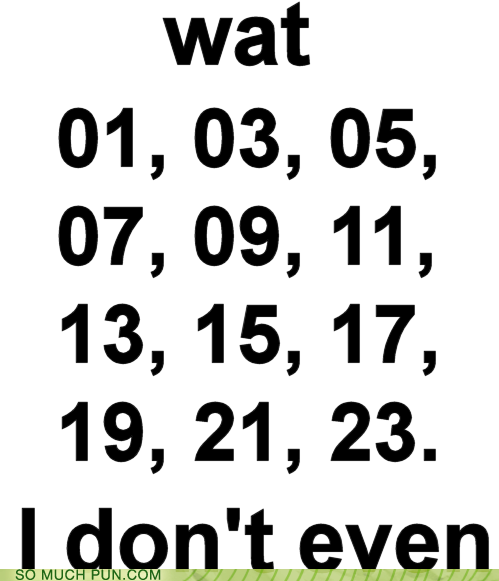 wat
01, 03, 05,
07, 09, 11,
13, 15, 17,
19, 21, 23.
I don't even
SO MUCH PUN.COM